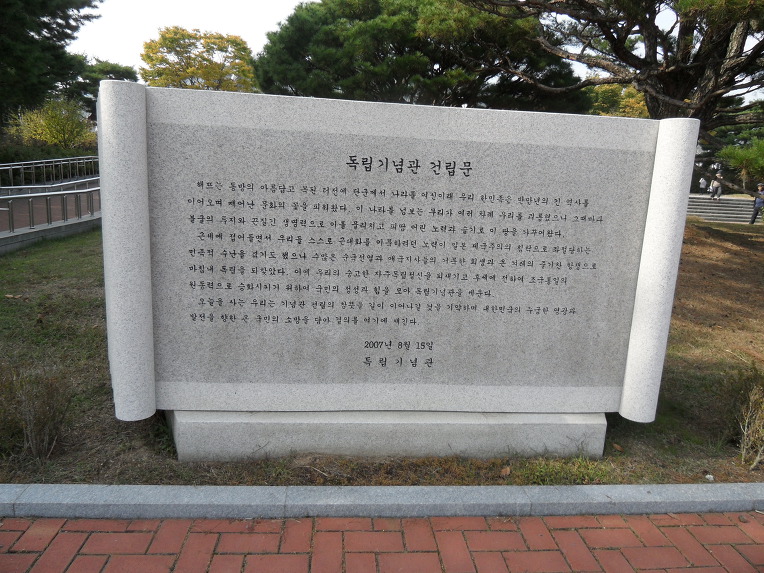 독립기념관 건립문
해뜨는 동방의 아름답고 복된 터전에 단군께서 나라를 여신이래 우리 한민족은 반만년의 긴 역사를
이어오며 빼어난 문화의 꽃을 피워왔다. 이 나라를 넘보는 무리가 여러 차례 우리를 괴롭혔으나 그때마다
불굴의 투지와 끈질긴 생명력으로 이를 물리치고 피땀 어린 노력과 슬기로 이 땅을 가꾸어왔다.
근세에 접어들면서 우리들 스스로 근대화를 이룩하려던 노력이 일본 제국주의의 침략으로 좌절당하는
민족적 수난을 겪기도 했으나 수많은 순국선열과 애국지사들의 거룩한 희생과 온 겨레의 줄기찬 항쟁으로
마침내 독립을 되찾았다. 이에 우리의 숭고한 자주독립정신을 되새기고 후세에 전하여 조국통일의
원동력으로 승화시키기 위하여 국민의 정성과 힘을 모아 독립기념관을 세운다.
오늘을 사는 우리는 기념관 건립의 참뜻을 길이 이어나갈 것을 기약하며 대한민국의 무궁한 영광과
발전을 향한 온 국민의 소망을 담아 결의를 여기에 새긴다.
2007년 8월 15일
독립기념관